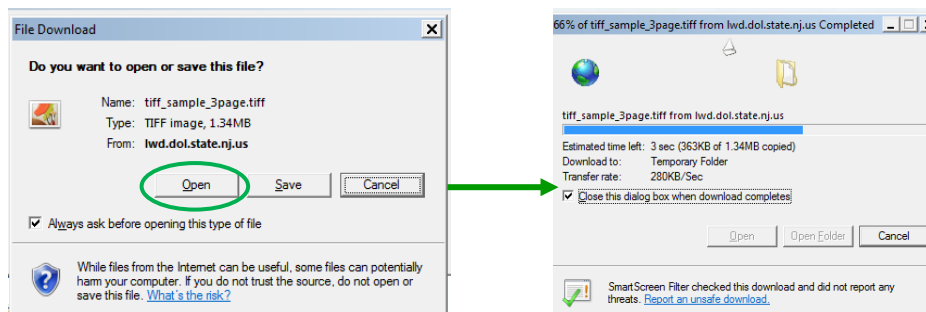 File Download
Do you want to open or save this file?
Name: tiff_sample_3page.tiff
Type: TIFF image, 1.34MB
From: lwd.dol.state.nj.us
Open Save Cancel
Always ask before opening this type of file
While files from the Internet can be useful, some files can potentially
harm your computer. If you do not trust the source, do not open or
save this file. What's the risk?
66% of tiff_sample_3page.tiff from lwd.dol.state.nj.us Completed
tiff_sample_3page.tiff from lwd.dol.state.nj.us
Estimated time left: 3 sec (363KB of 1.34MB copied)
Download to: Temporary Folder
Transfer rate: 280KB/Sec
Close this dialog box when download completes
Open Open Folder Cancel
SmartScreen Filter checked this download and did not report any
threats. Report an unsafe download.